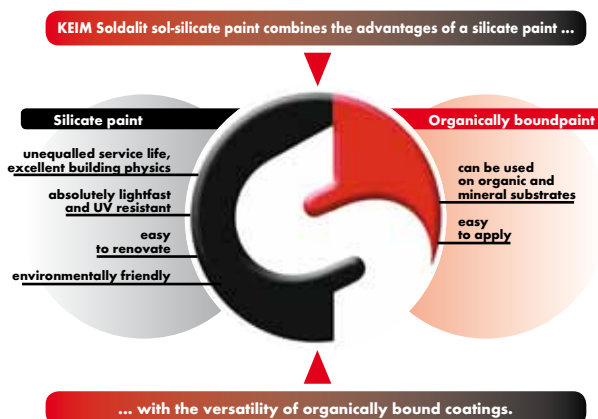 KEIM Soldalit sol-silicate paint combines the advantages of a silicate paint ...
Silicate paint
unequalled service life,
excellent building physics
absolutely lightfast
and UV resistant
easy
to renovate
environmentally friendly
Organically boundpaint
can be used
on organic and
mineral substrates
easy
to apply
... with the versatility of organically bound coatings.